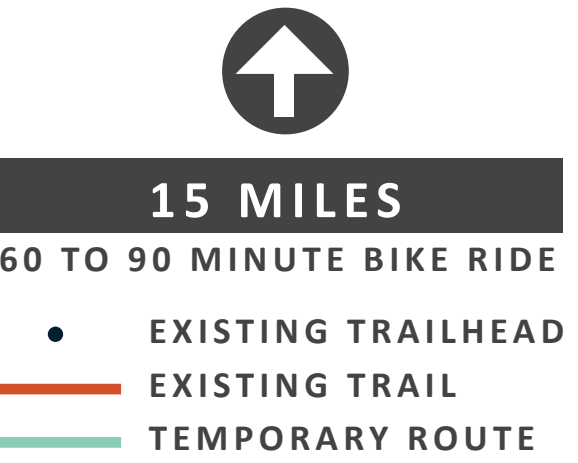 15 MILES
60 TO 90 MINUTE BIKE RIDE
EXISTING TRAILHEAD
EXISTING TRAIL
TEMPORARY ROUTE